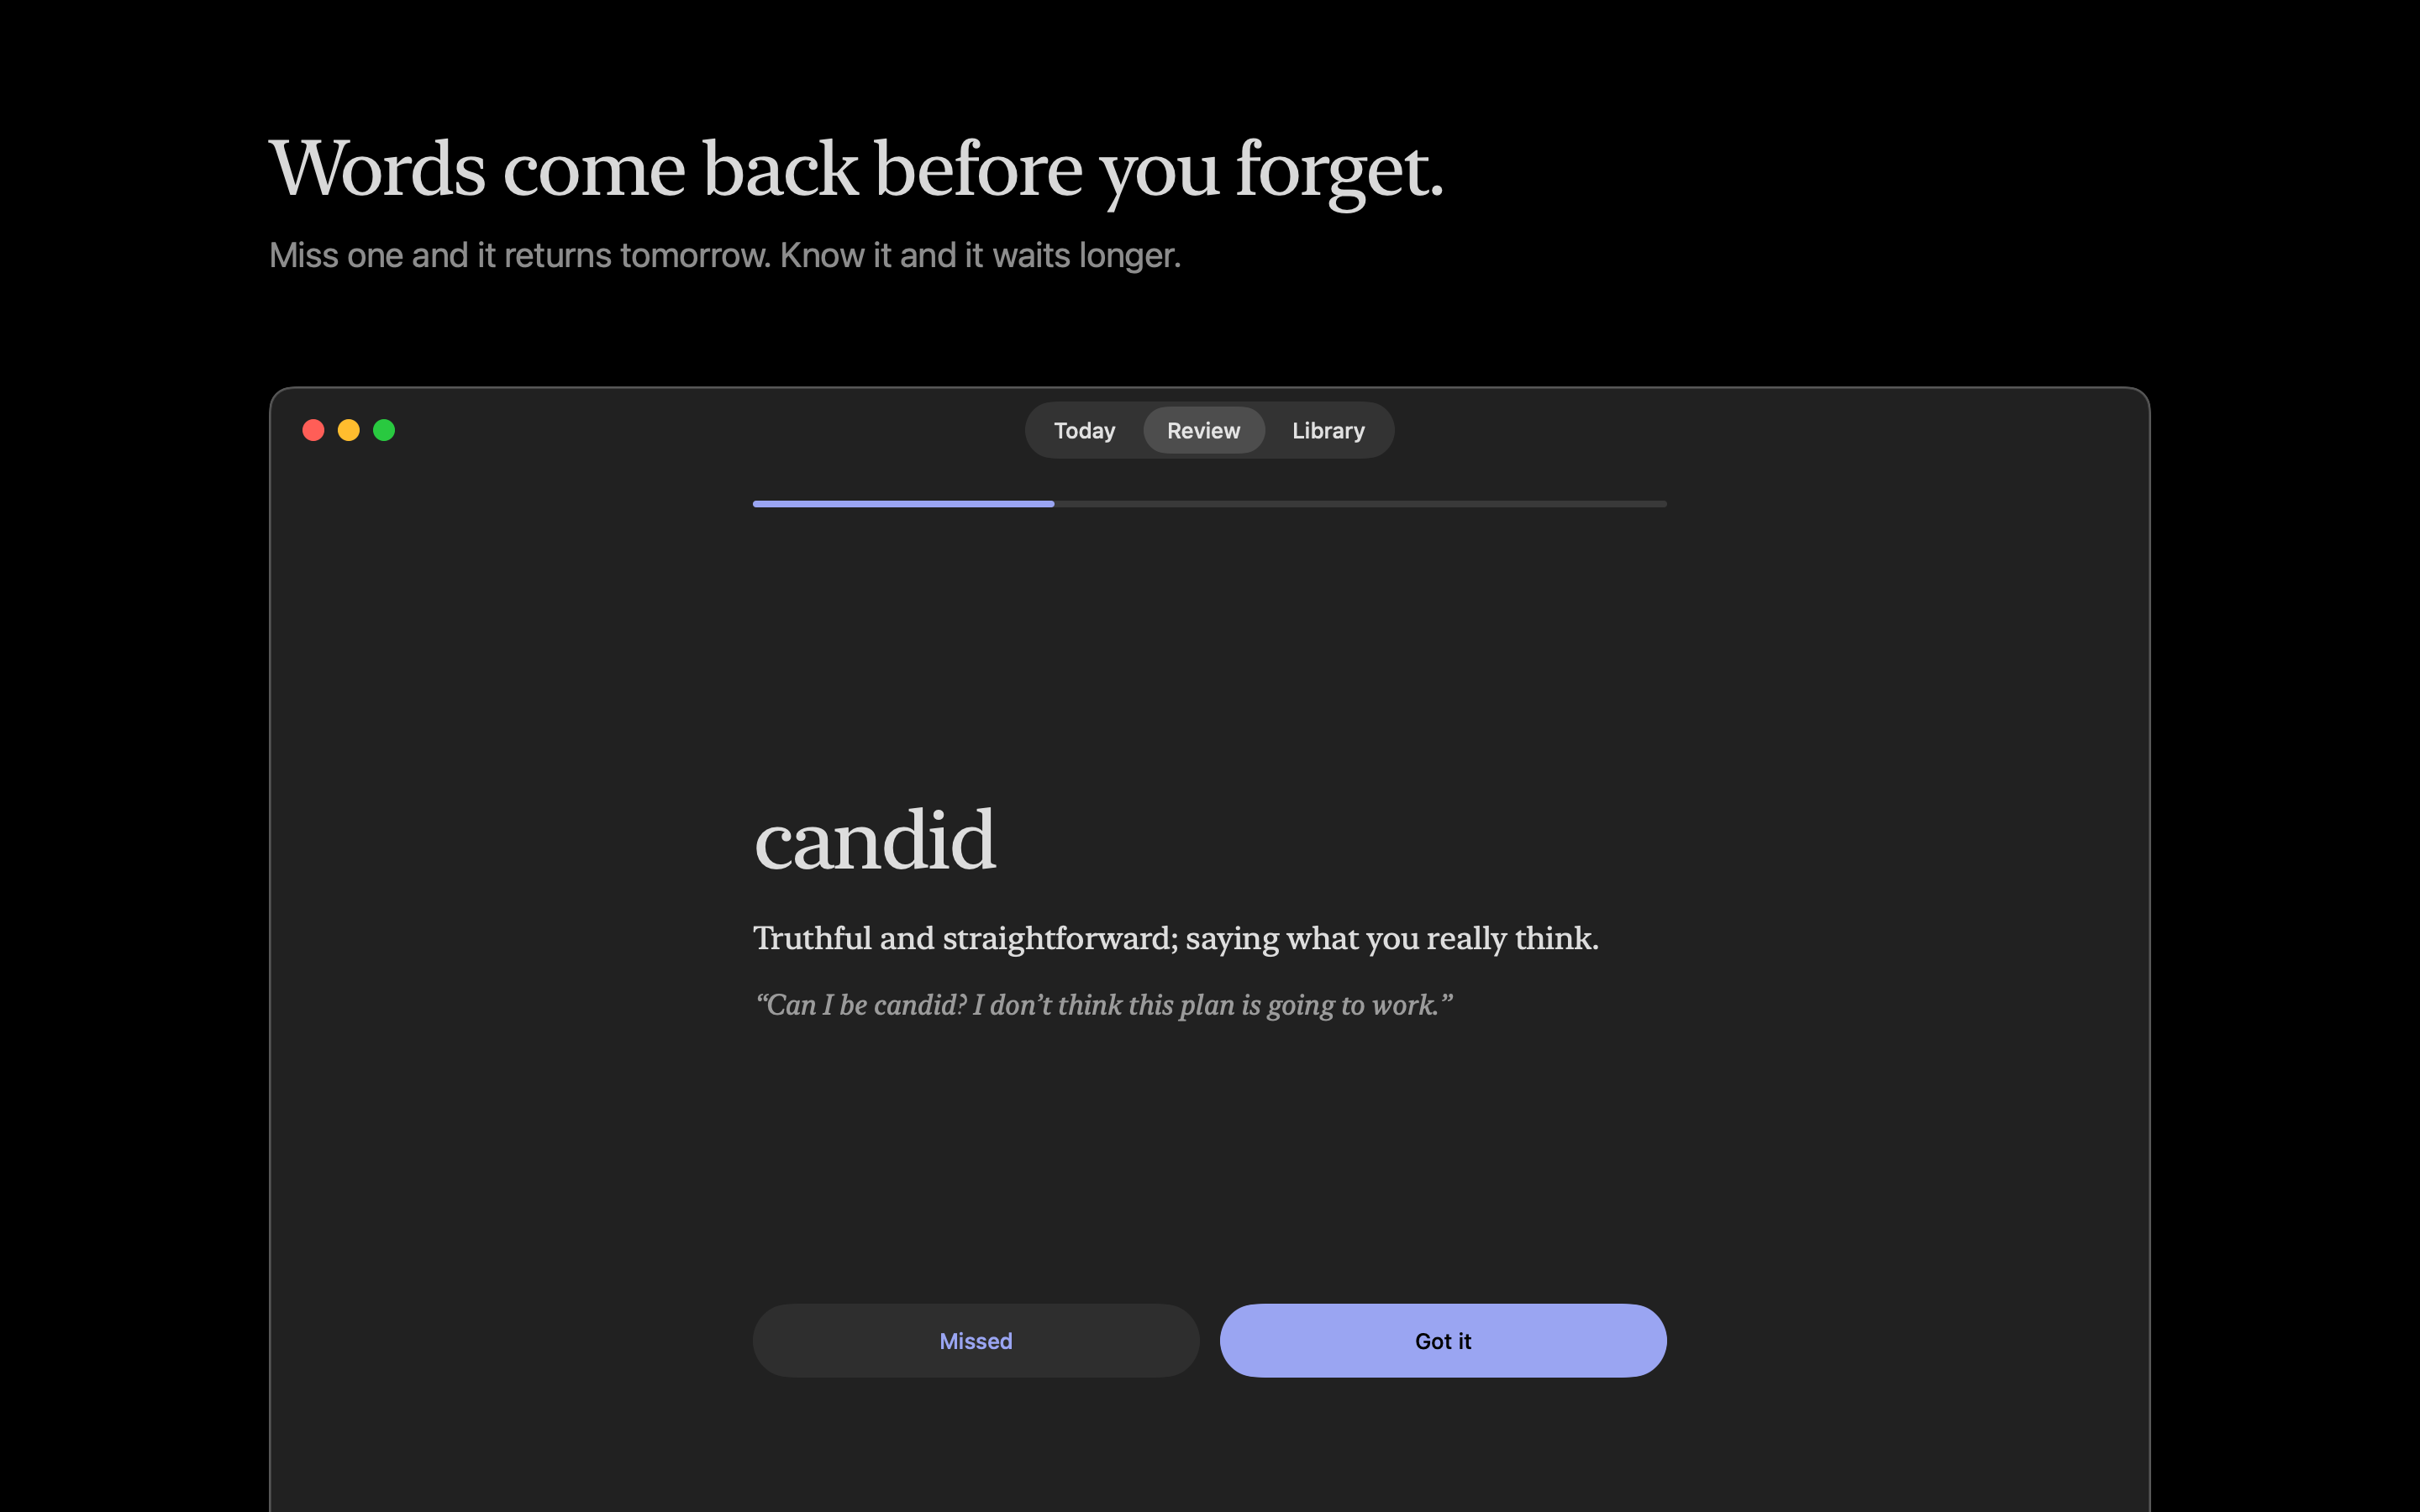 Words come back before you forget.
Miss one and it returns tomorrow. Know it and it waits longer.
Today Review Library
candid
Truthful and straightforward; saying what you really think.
“Can I be candid? I don’t think this plan is going to work.”
Missed Got it